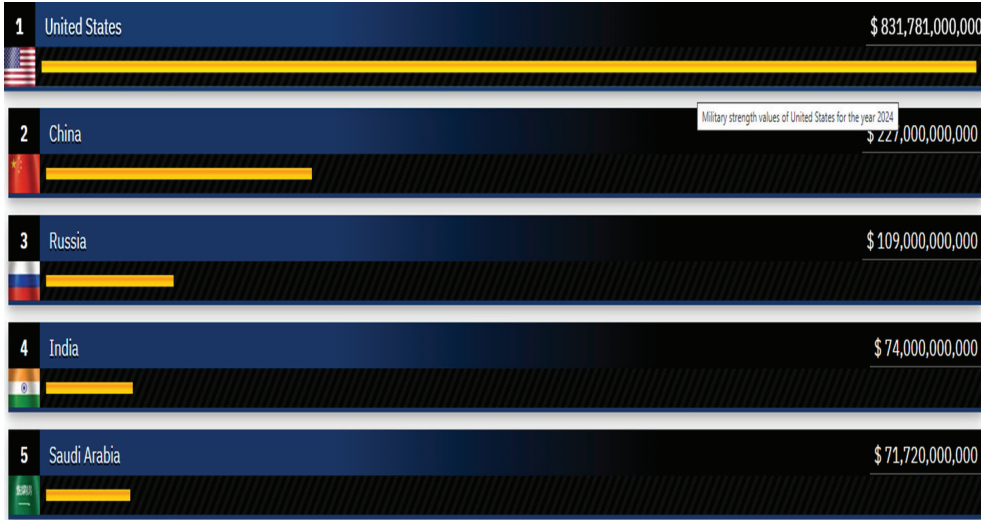 1 United States $ 831,781,000,000
Military strength values of United States for the year 2024
2 China $ 227,000,000,000
3 Russia $ 109,000,000,000
4 India $ 74,000,000,000
5 Saudi Arabia $ 71,720,000,000